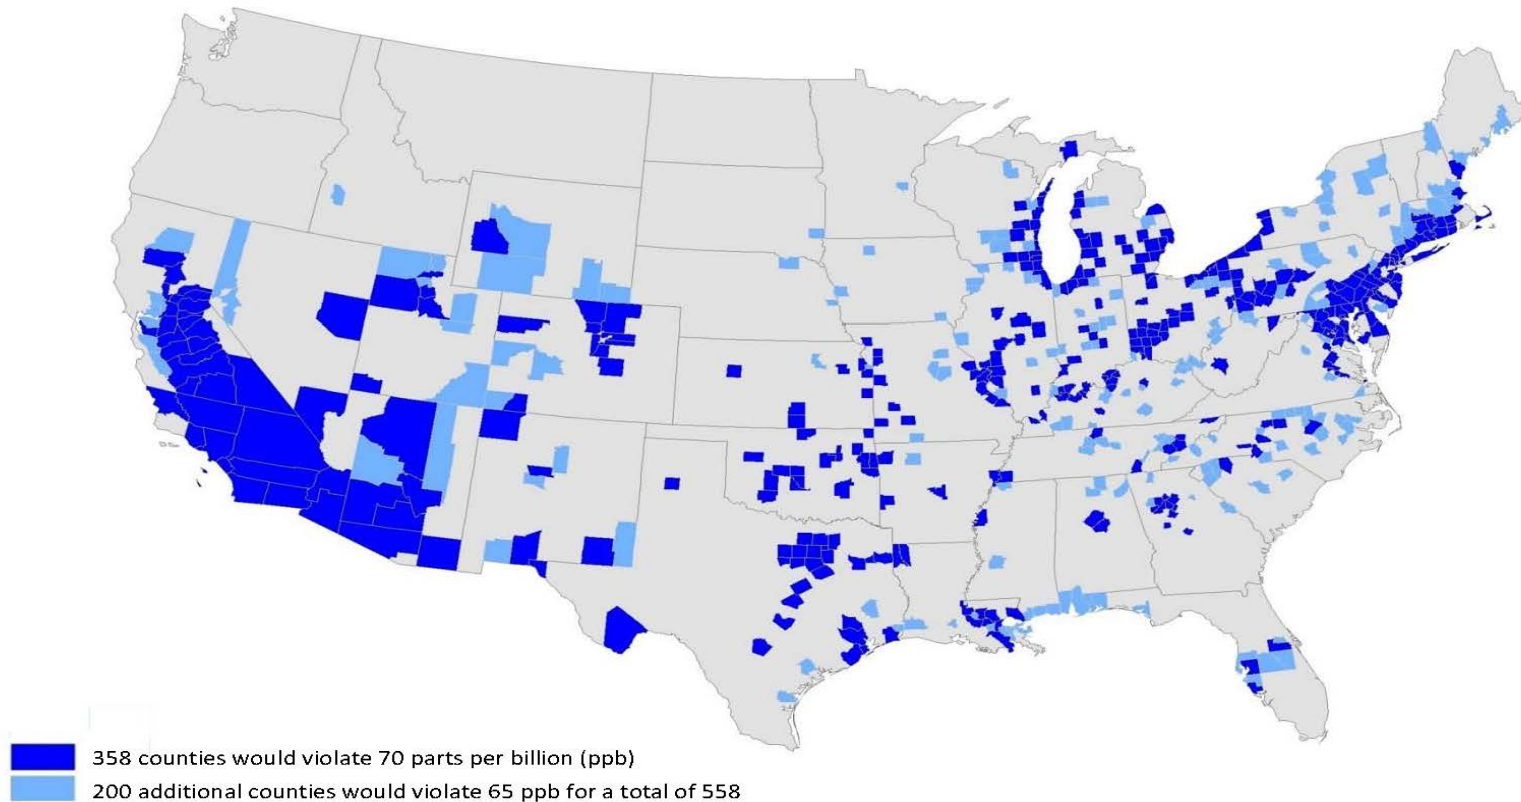 358 counties would violate 70 parts per billion (ppb)
200 additional counties would violate 65 ppb for a total of 558